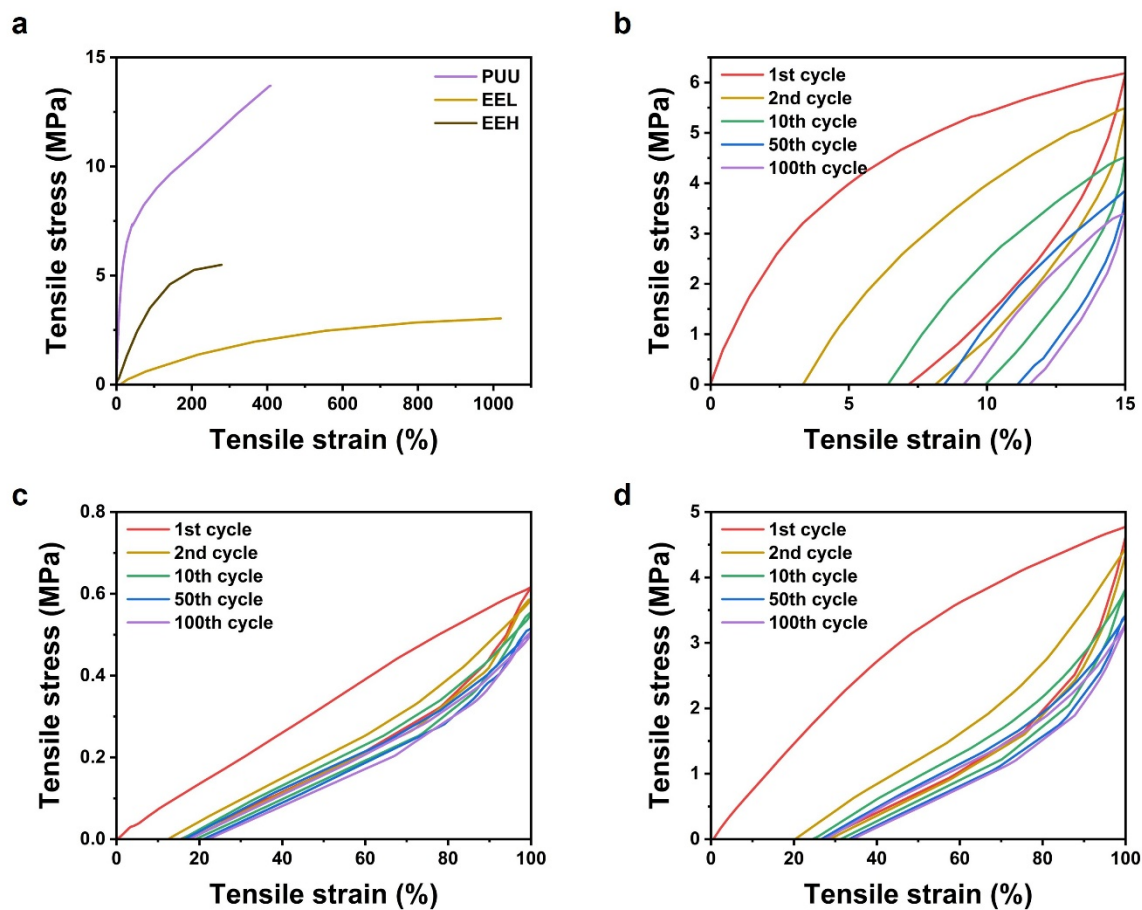 a
15
10
5
0
0 200 400 600 800 1000
Tensile stress (MPa)
Tensile strain (%)
PUU
EEL
EEH
b
6
5
4
3
2
1
0
0 5 10 15
Tensile stress (MPa)
Tensile strain (%)
1st cycle
2nd cycle
10th cycle
50th cycle
100th cycle
c
0.8
0.6
0.4
0.2
0.0
0 20 40 60 80 100
Tensile stress (MPa)
Tensile strain (%)
1st cycle
2nd cycle
10th cycle
50th cycle
100th cycle
d
5
4
3
2
1
0
0 20 40 60 80 100
Tensile stress (MPa)
Tensile strain (%)
1st cycle
2nd cycle
10th cycle
50th cycle
100th cycle